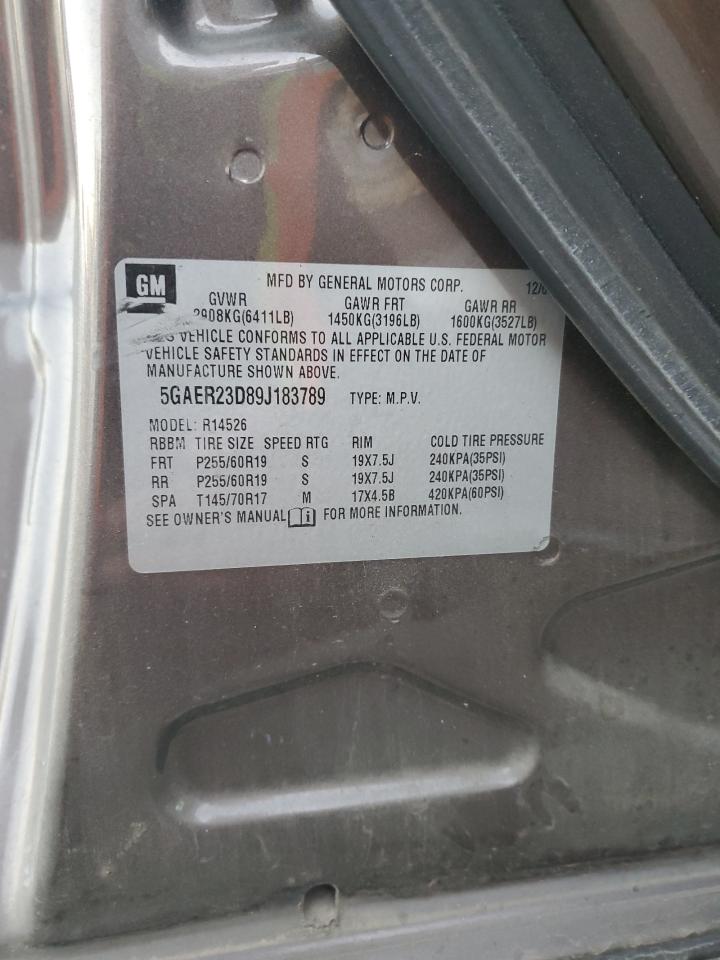 GM
MFD BY GENERAL MOTORS CORP.
GVWR GAWR FRT GAWR RR
(6411LB) 1450KG(3196LB) 1600KG(3527LB)
VEHICLE CONFORMS TO ALL APPLICABLE U.S. FEDERAL MOTOR
VEHICLE SAFETY STANDARDS IN EFFECT ON THE DATE OF
MANUFACTURE SHOWN ABOVE.
5GAER23D89J183789 TYPE: M.P.V.
MODEL: R14526
RBBM TIRE SIZE SPEED RTG RIM COLD TIRE PRESSURE
FRT P255/60R19 S 19X7.5J 240KPA(35PSI)
RR P255/60R19 S 19X7.5J 240KPA(35PSI)
SPA T145/70R17 M 17X4.5B 420KPA(60PSI)
SEE OWNER'S MANUAL i FOR MORE INFORMATION.